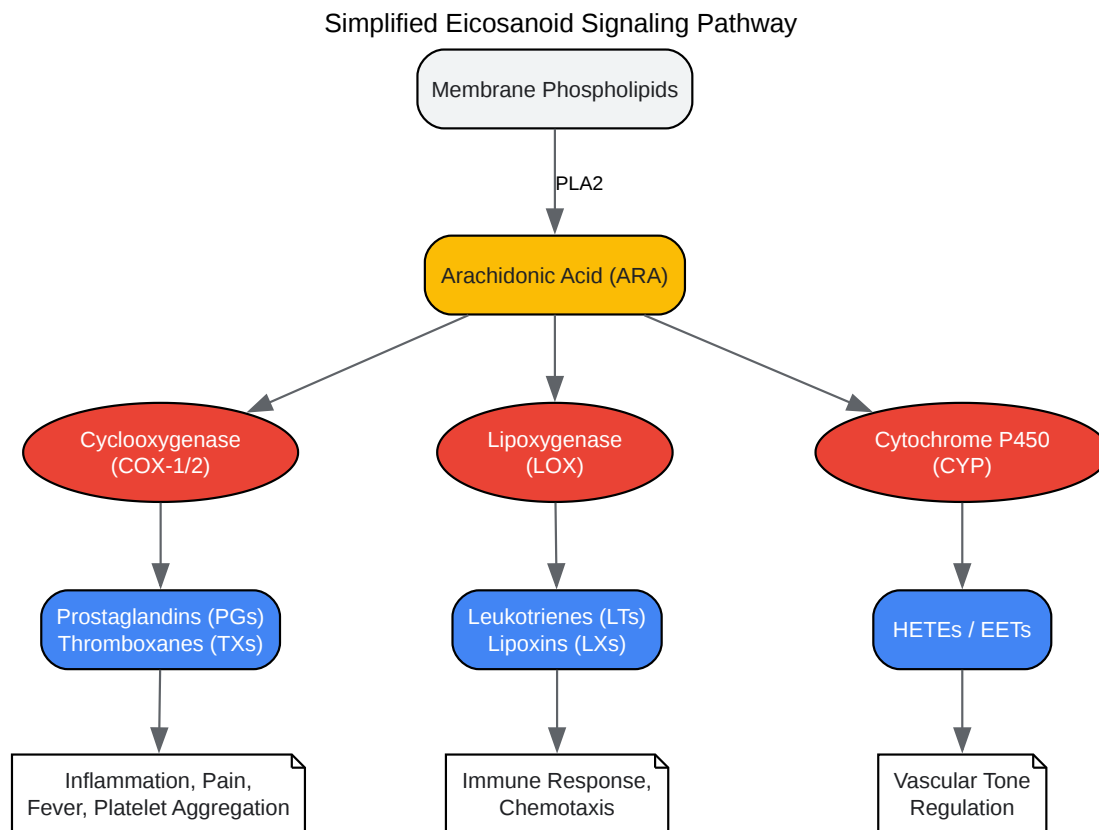 Simplified Eicosanoid Signaling Pathway
Membrane Phospholipids
PLA2
Arachidonic Acid (ARA)
Cyclooxygenase
(COX-1/2)
Lipoxygenase
(LOX)
Cytochrome P450
(CYP)
Prostaglandins (PGs)
Thromboxanes (TXs)
Leukotrienes (LTs)
Lipoxins (LXs)
HETEs / EETs
Inflammation, Pain,
Fever, Platelet Aggregation
Immune Response,
Chemotaxis
Vascular Tone
Regulation